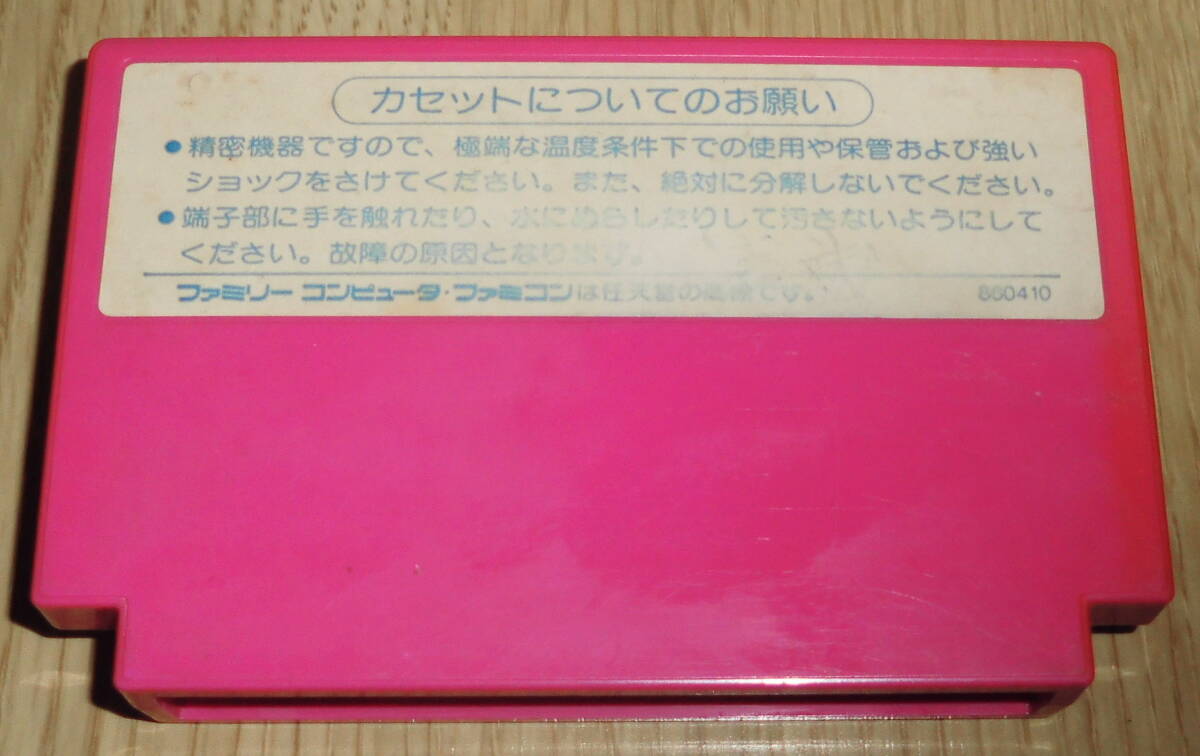 カセットについてのお願い
●精密機器ですので、極端な温度条件下での使用や保管および強い
ショックをさけてください。また、絶対に分解しないでください。
●端子部に手を触れたり、水にぬらしたりして汚さないようにして
ください。故障の原因となります。
ファミリー コンピュータ・ファミコンは任天堂の商標です。 860410